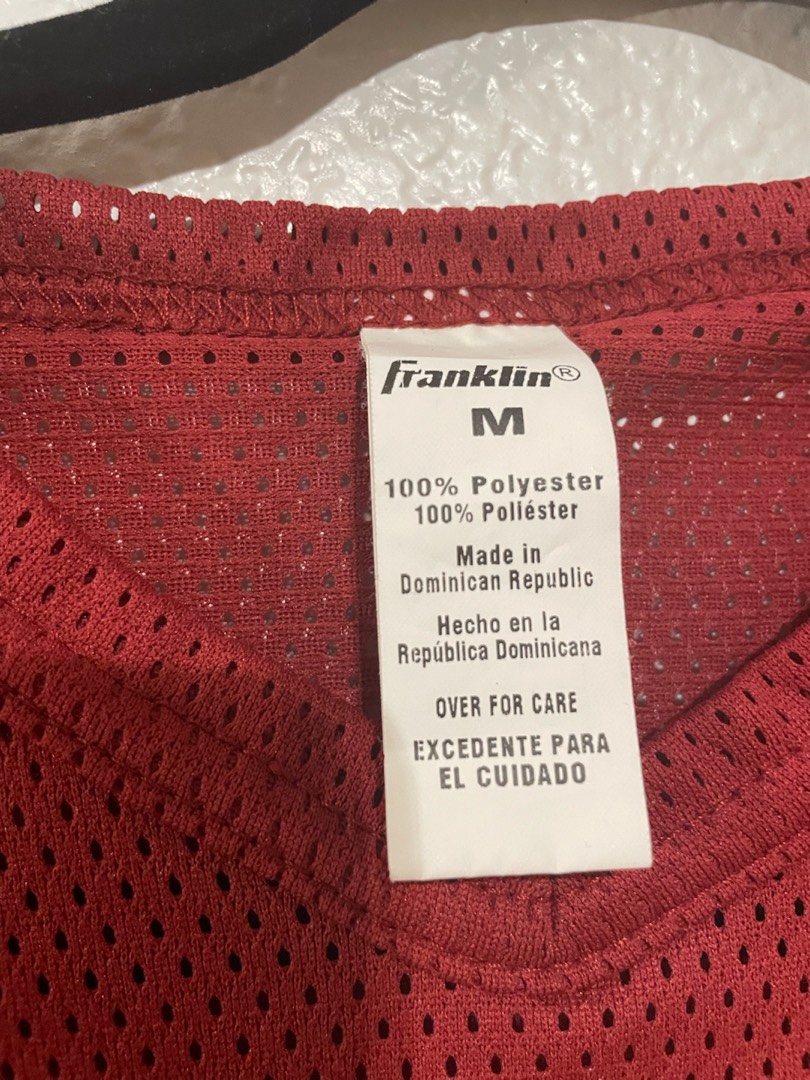 Franklin®
M
100% Polyester
100% Poliéster
Made in
Dominican Republic
Hecho en la
República Dominicana
OVER FOR CARE
EXCEDENTE PARA
EL CUIDADO